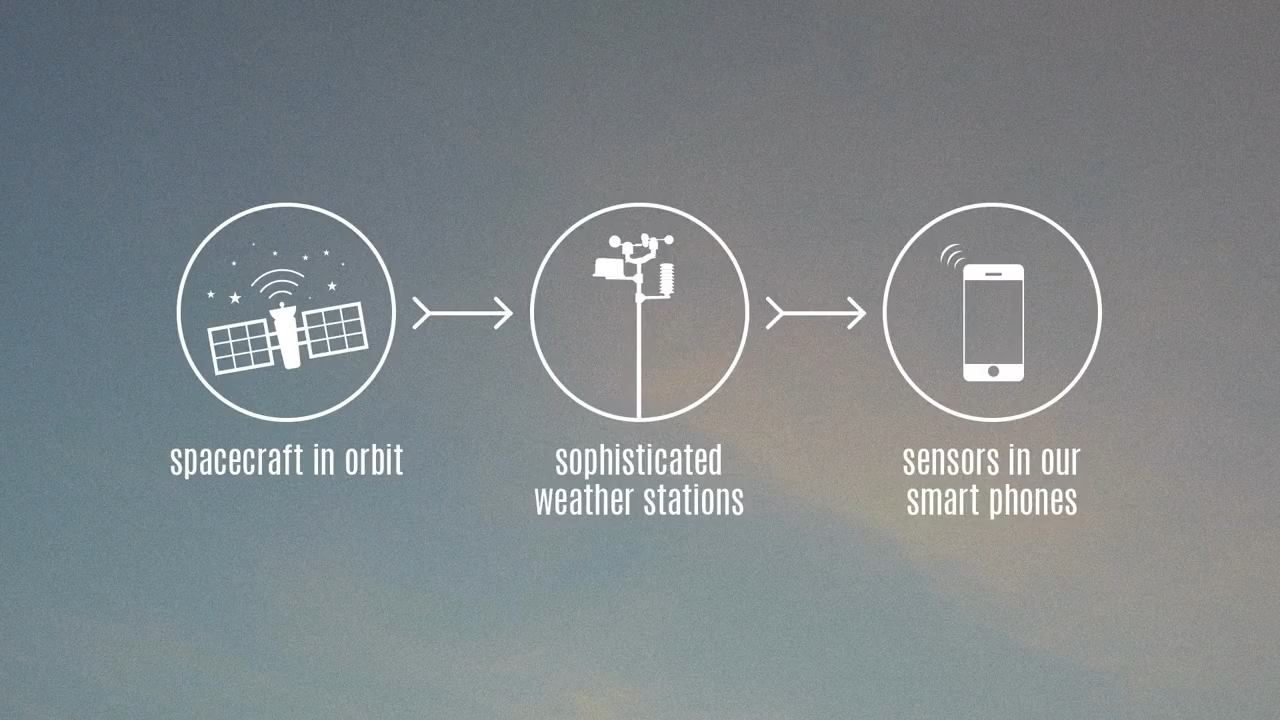 spacecraft in orbit
sophisticated
weather stations
sensors in our
smart phones